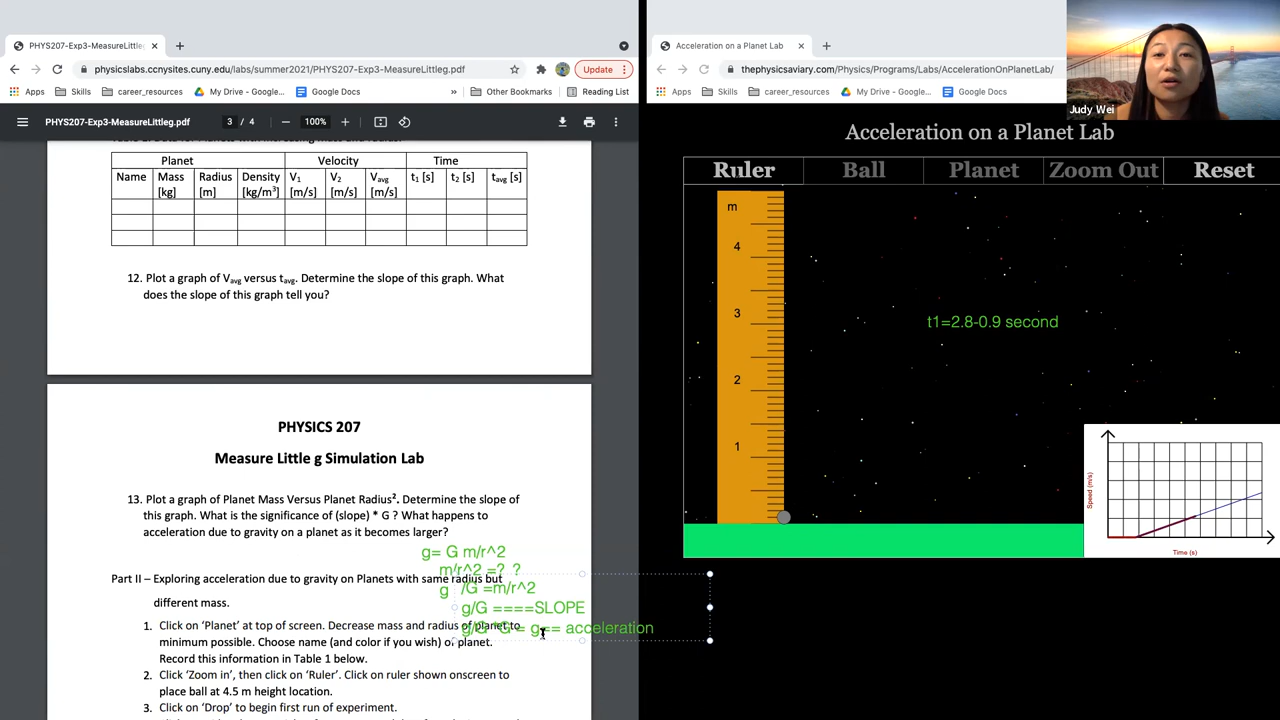 PHYS207-Exp3-MeasureLittleg
physicslabs.ccnysites.cuny.edu/labs/summer2021/PHYS207-Exp3-MeasureLittleg.pdf
Update
Apps
Skills
career_resources
My Drive - Google...
Google Docs
»
Other Bookmarks
Reading List
PHYS207-Exp3-MeasureLittleg.pdf
3 / 4
100%
Planet Velocity Time
Name Mass [kg] Radius [m] Density [kg/m³] V₁ [m/s] V₂ [m/s] Vavg [m/s] t₁ [s] t₂ [s] tavg [s]
12. Plot a graph of Vavg versus tavg. Determine the slope of this graph. What
does the slope of this graph tell you?
PHYSICS 207
Measure Little g Simulation Lab
13. Plot a graph of Planet Mass Versus Planet Radius². Determine the slope of
this graph. What is the significance of (slope) * G ? What happens to
acceleration due to gravity on a planet as it becomes larger?
g= G m/r^2
m/r^2 =? ?
Part II – Exploring acceleration due to gravity on Planets with same radius but
g /G =m/r^2
different mass.
g/G ====SLOPE
1. Click on ‘Planet’ at top of screen. Decrease mass and radius of planet to
g/G *G = g== acceleration
minimum possible. Choose name (and color if you wish) of planet.
Record this information in Table 1 below.
2. Click ‘Zoom in’, then click on ‘Ruler’. Click on ruler shown onscreen to
place ball at 4.5 m height location.
3. Click on ‘Drop’ to begin first run of experiment.
Acceleration on a Planet Lab
thephysicsaviary.com/Physics/Programs/Labs/AccelerationOnPlanetLab/
Apps
Skills
career_resources
My Drive - Google...
Google Docs
Judy Wei
Acceleration on a Planet Lab
Ruler Ball Planet Zoom Out Reset
m
4
3
2
1
t1=2.8-0.9 second
Speed (m/s)
Time (s)